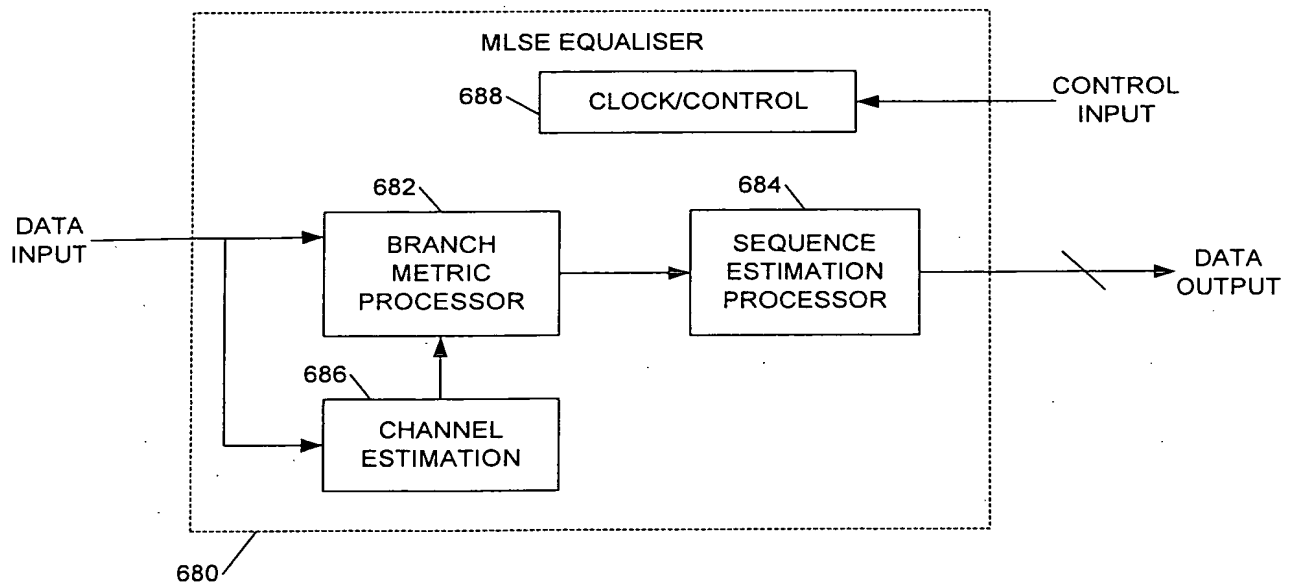 MLSE EQUALISER
688
CLOCK/CONTROL
CONTROL
INPUT
682
684
DATA
INPUT
BRANCH
METRIC
PROCESSOR
SEQUENCE
ESTIMATION
PROCESSOR
DATA
OUTPUT
686
CHANNEL
ESTIMATION
680